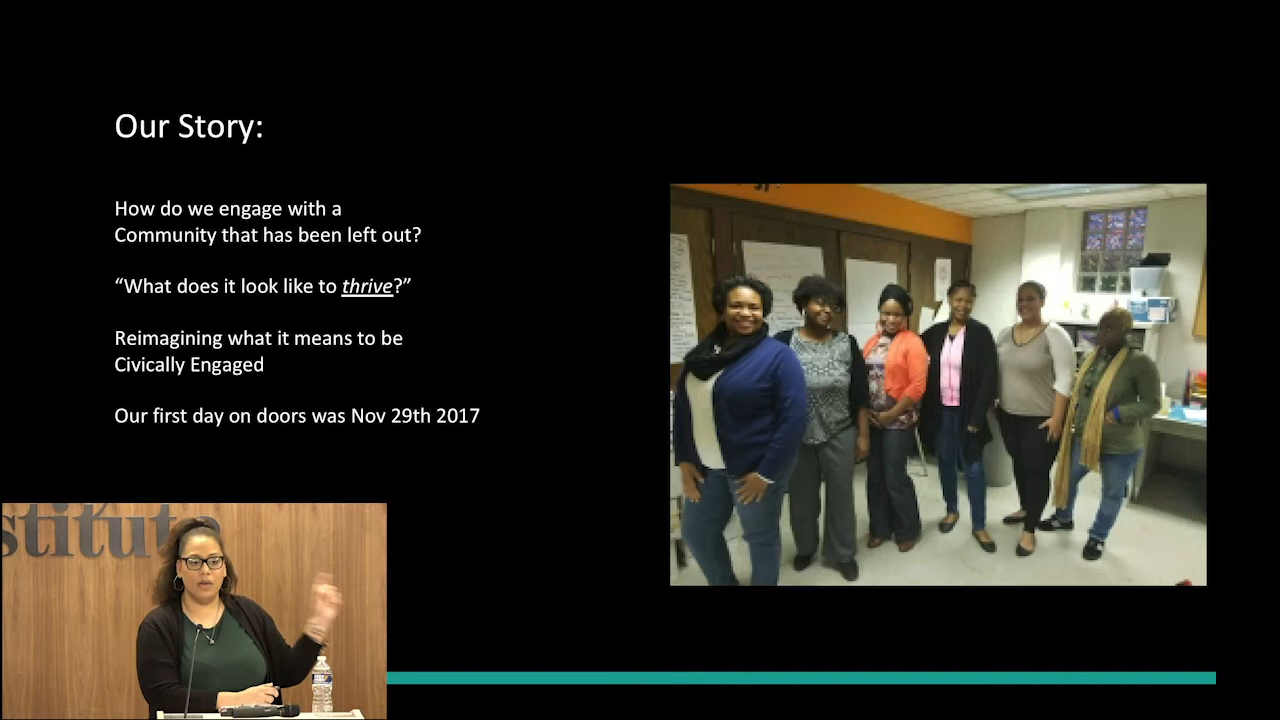 Our Story:
How do we engage with a
Community that has been left out?
“What does it look like to thrive?”
Reimagining what it means to be
Civically Engaged
Our first day on doors was Nov 29th 2017
stitute